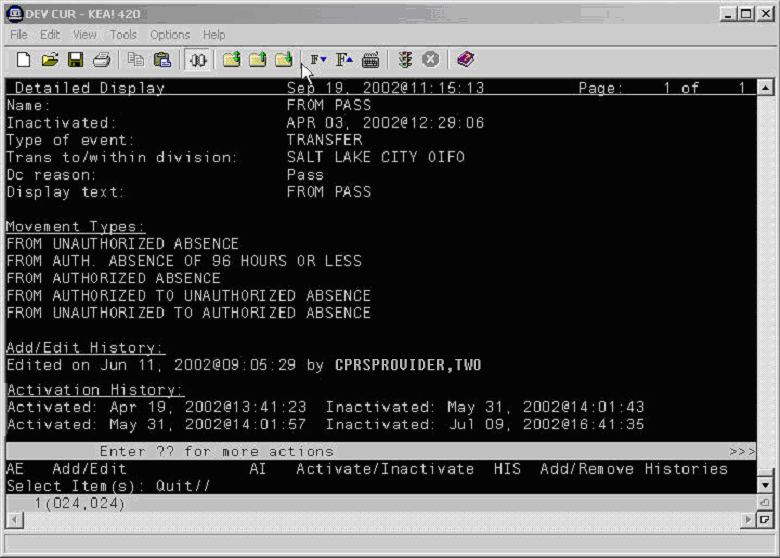 DEV CUR - KEA! 420
File Edit View Tools Options Help
F F
Detailed Display Sep 19, 2002@11:15:13 Page: 1 of 1
Name: FROM PASS
Inactivated: APR 03, 2002@12:29:06
Type of event: TRANSFER
Trans to/within division: SALT LAKE CITY OIFO
Dc reason: Pass
Display text: FROM PASS
Movement Types:
FROM UNAUTHORIZED ABSENCE
FROM AUTH. ABSENCE OF 96 HOURS OR LESS
FROM AUTHORIZED ABSENCE
FROM AUTHORIZED TO UNAUTHORIZED ABSENCE
FROM UNAUTHORIZED TO AUTHORIZED ABSENCE
Add/Edit History:
Edited on Jun 11, 2002@09:05:29 by CPRSPROVIDER,TWO
Activation History:
Activated: Apr 19, 2002@13:41:23 Inactivated: May 31, 2002@14:01:43
Activated: May 31, 2002@14:01:57 Inactivated: Jul 09, 2002@16:41:35
Enter ?? for more actions >>>
AE Add/Edit AI Activate/Inactivate HIS Add/Remove Histories
Select Item(s): Quit//
1(024,024)